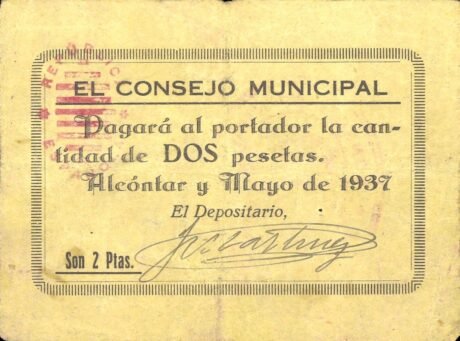 EL CONSEJO MUNICIPAL
Pagará al portador la can-
tidad de DOS pesetas.
Alcóntar y Mayo de 1937
El Depositario,
Son 2 Ptas.